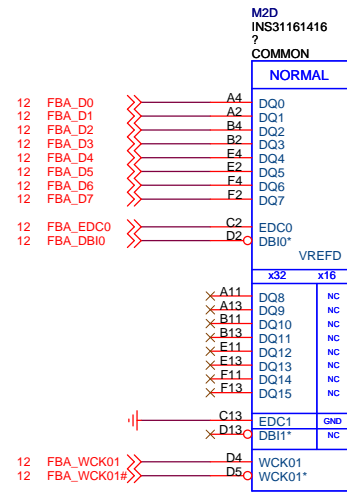 M2D
INS31161416
?
COMMON
NORMAL
12 FBA_D0 A4 DQ0
12 FBA_D1 A2 DQ1
12 FBA_D2 B4 DQ2
12 FBA_D3 B2 DQ3
12 FBA_D4 E4 DQ4
12 FBA_D5 E2 DQ5
12 FBA_D6 F4 DQ6
12 FBA_D7 F2 DQ7
12 FBA_EDC0 C2 EDC0
12 FBA_DBI0 D2 DBI0*
VREFD
x32 x16
A11 DQ8 NC
A13 DQ9 NC
B11 DQ10 NC
B13 DQ11 NC
E11 DQ12 NC
E13 DQ13 NC
F11 DQ14 NC
F13 DQ15 NC
C13 EDC1 GND
D13 DBI1* NC
12 FBA_WCK01 D4 WCK01
12 FBA_WCK01# D5 WCK01*